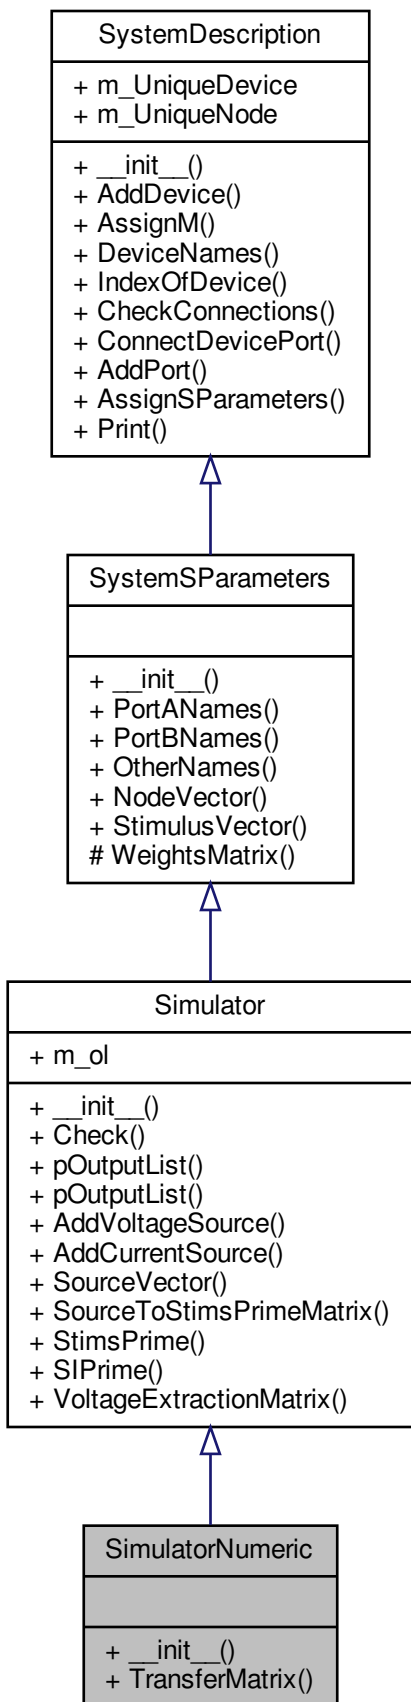 SystemDescription
+ m_UniqueDevice
+ m_UniqueNode
+ __init__()
+ AddDevice()
+ AssignM()
+ DeviceNames()
+ IndexOfDevice()
+ CheckConnections()
+ ConnectDevicePort()
+ AddPort()
+ AssignSParameters()
+ Print()
SystemSParameters
+ __init__()
+ PortANames()
+ PortBNames()
+ OtherNames()
+ NodeVector()
+ StimulusVector()
# WeightsMatrix()
Simulator
+ m_ol
+ __init__()
+ Check()
+ pOutputList()
+ pOutputList()
+ AddVoltageSource()
+ AddCurrentSource()
+ SourceVector()
+ SourceToStimsPrimeMatrix()
+ StimsPrime()
+ SIPrime()
+ VoltageExtractionMatrix()
SimulatorNumeric
+ __init__()
+ TransferMatrix()